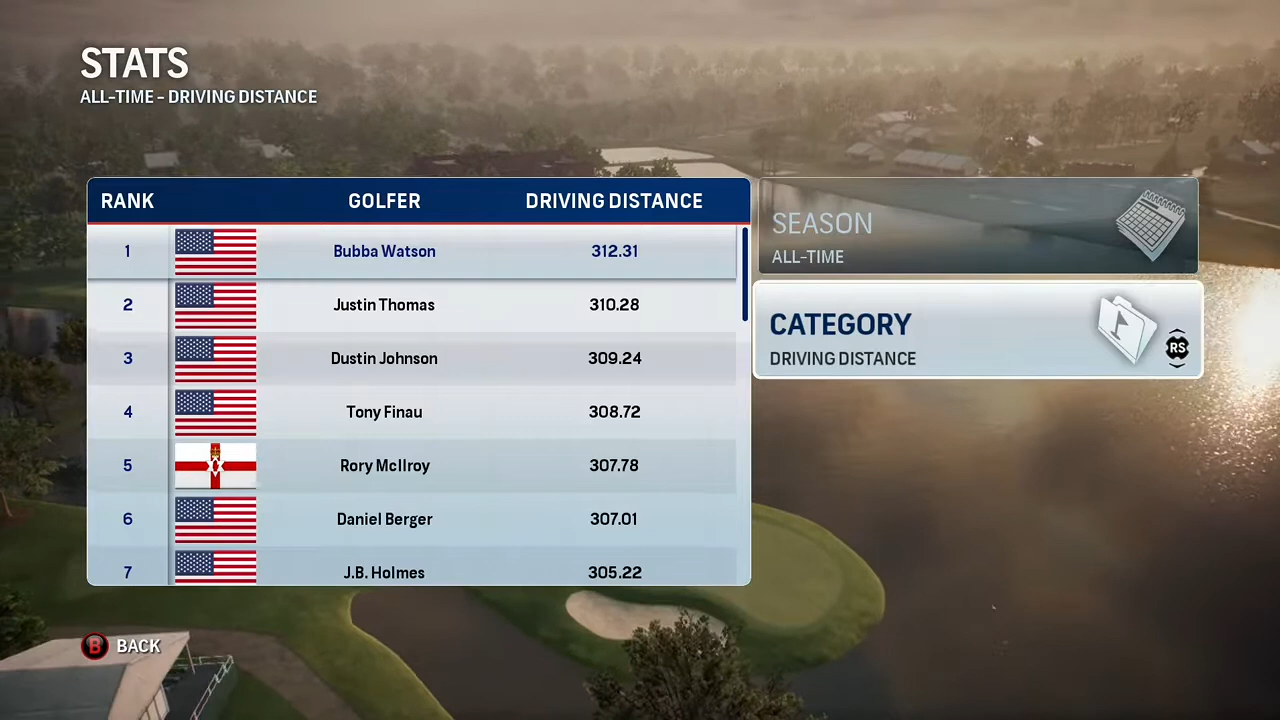 STATS
ALL-TIME - DRIVING DISTANCE
RANK GOLFER DRIVING DISTANCE
1 Bubba Watson 312.31
2 Justin Thomas 310.28
3 Dustin Johnson 309.24
4 Tony Finau 308.72
5 Rory McIlroy 307.78
6 Daniel Berger 307.01
7 J.B. Holmes 305.22
SEASON
ALL-TIME
CATEGORY
DRIVING DISTANCE
RS
B BACK